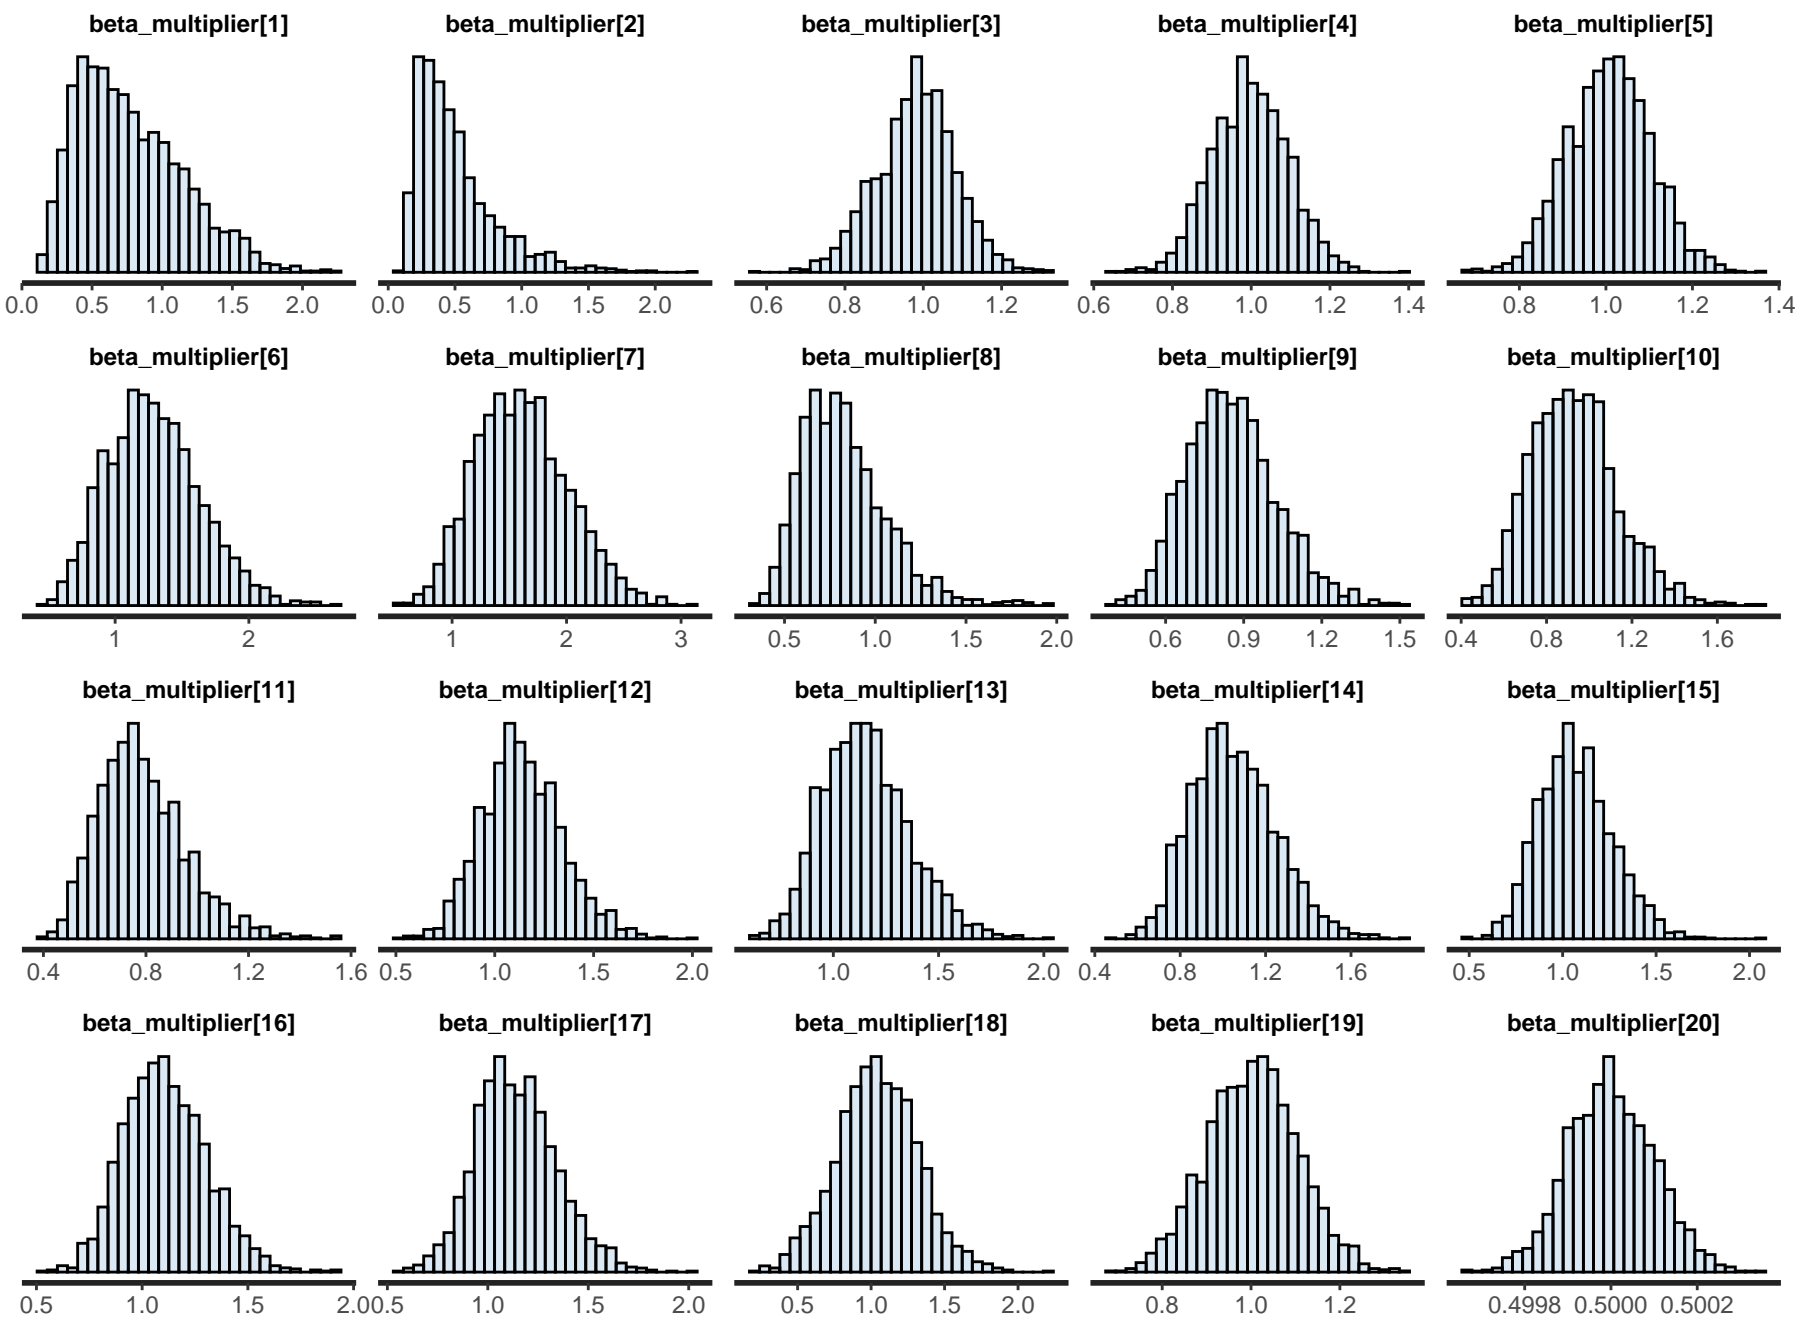 beta_multiplier[1] beta_multiplier[2] beta_multiplier[3] beta_multiplier[4] beta_multiplier[5]
0.0 0.5 1.0 1.5 2.0 0.0 0.5 1.0 1.5 2.0 0.6 0.8 1.0 1.2 0.6 0.8 1.0 1.2 1.4 0.8 1.0 1.2 1.4
beta_multiplier[6] beta_multiplier[7] beta_multiplier[8] beta_multiplier[9] beta_multiplier[10]
1 2 1 2 3 0.5 1.0 1.5 2.0 0.6 0.9 1.2 1.5 0.4 0.8 1.2 1.6
beta_multiplier[11] beta_multiplier[12] beta_multiplier[13] beta_multiplier[14] beta_multiplier[15]
0.4 0.8 1.2 1.6 0.5 1.0 1.5 2.0 1.0 1.5 2.0 0.4 0.8 1.2 1.6 0.5 1.0 1.5 2.0
beta_multiplier[16] beta_multiplier[17] beta_multiplier[18] beta_multiplier[19] beta_multiplier[20]
0.5 1.0 1.5 2.0 0.5 1.0 1.5 2.0 0.5 1.0 1.5 2.0 0.8 1.0 1.2 0.4998 0.5000 0.5002